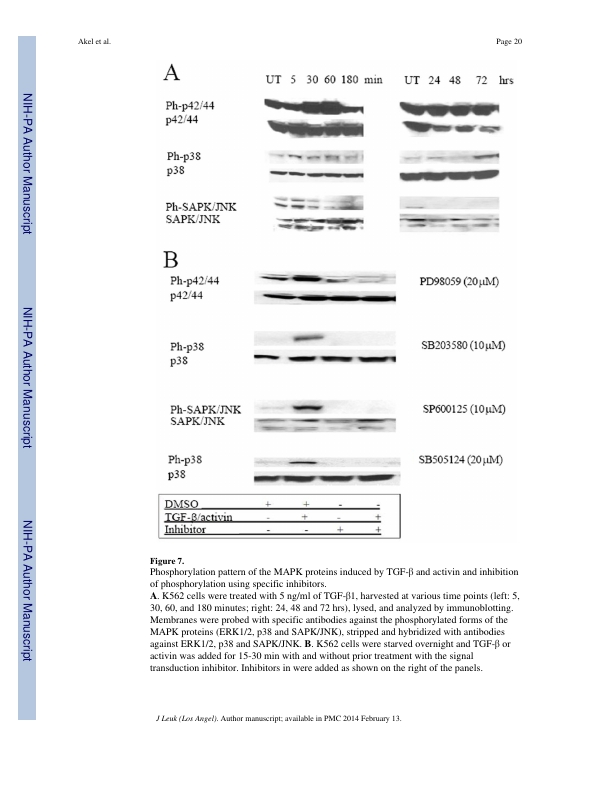 Akel et al.
Page 20
NIH-PA Author Manuscript
NIH-PA Author Manuscript
NIH-PA Author Manuscript
A
UT 5 30 60 180 min
UT 24 48 72 hrs
Ph-p42/44
p42/44
Ph-p38
p38
Ph-SAPK/JNK
SAPK/JNK
B
Ph-p42/44
p42/44
PD98059 (20µM)
Ph-p38
p38
SB203580 (10µM)
Ph-SAPK/JNK
SAPK/JNK
SP600125 (10µM)
Ph-p38
p38
SB505124 (20µM)
DMSO + + - -
TGF-β/activin - + - +
Inhibitor - - + +
Figure 7.
Phosphorylation pattern of the MAPK proteins induced by TGF-β and activin and inhibition
of phosphorylation using specific inhibitors.
A. K562 cells were treated with 5 ng/ml of TGF-β1, harvested at various time points (left: 5,
30, 60, and 180 minutes; right: 24, 48 and 72 hrs), lysed, and analyzed by immunoblotting.
Membranes were probed with specific antibodies against the phosphorylated forms of the
MAPK proteins (ERK1/2, p38 and SAPK/JNK), stripped and hybridized with antibodies
against ERK1/2, p38 and SAPK/JNK. B. K562 cells were starved overnight and TGF-β or
activin was added for 15-30 min with and without prior treatment with the signal
transduction inhibitor. Inhibitors in were added as shown on the right of the panels.
J Leuk (Los Angel). Author manuscript; available in PMC 2014 February 13.